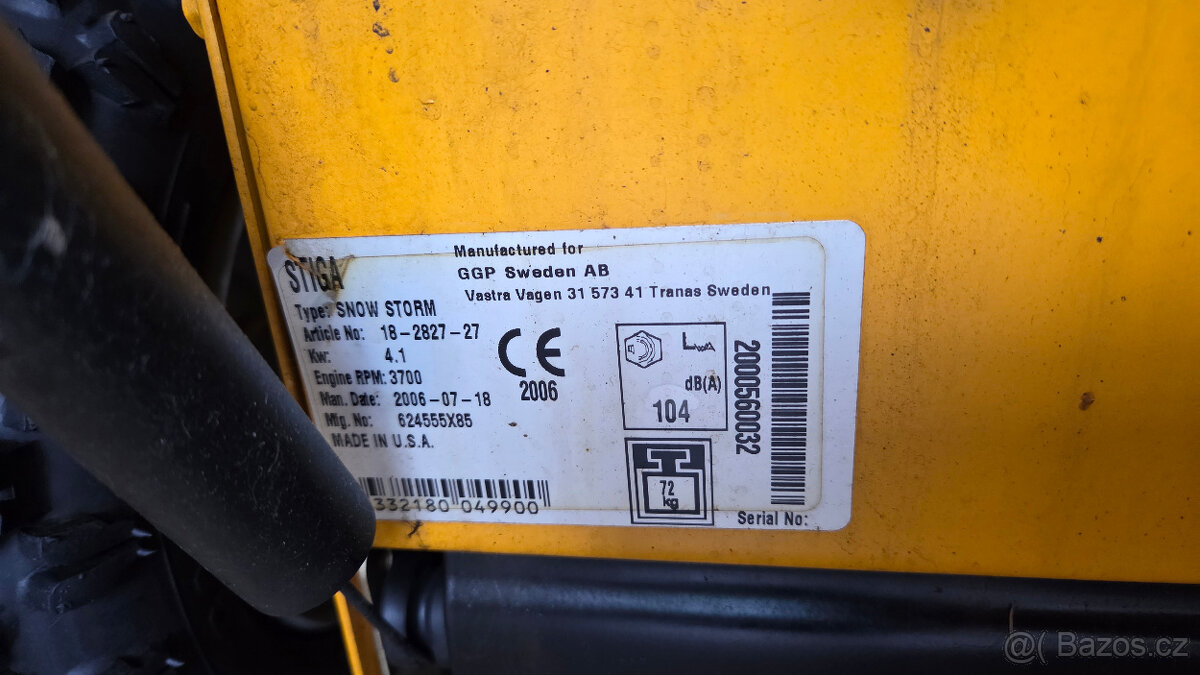 STIGA
Manufactured for
GGP Sweden AB
Vastra Vagen 31 573 41 Tranas Sweden
Type: SNOW STORM
Article No: 18-2827-27
Kw: 4.1
Engine RPM: 3700
Man. Date: 2006-07-18
Mfg. No: 624555X85
MADE IN U.S.A.
CE
2006
LWA
dB(A)
104
72
kg
2000560032
Serial No:
332180 049900
@( Bazos.cz